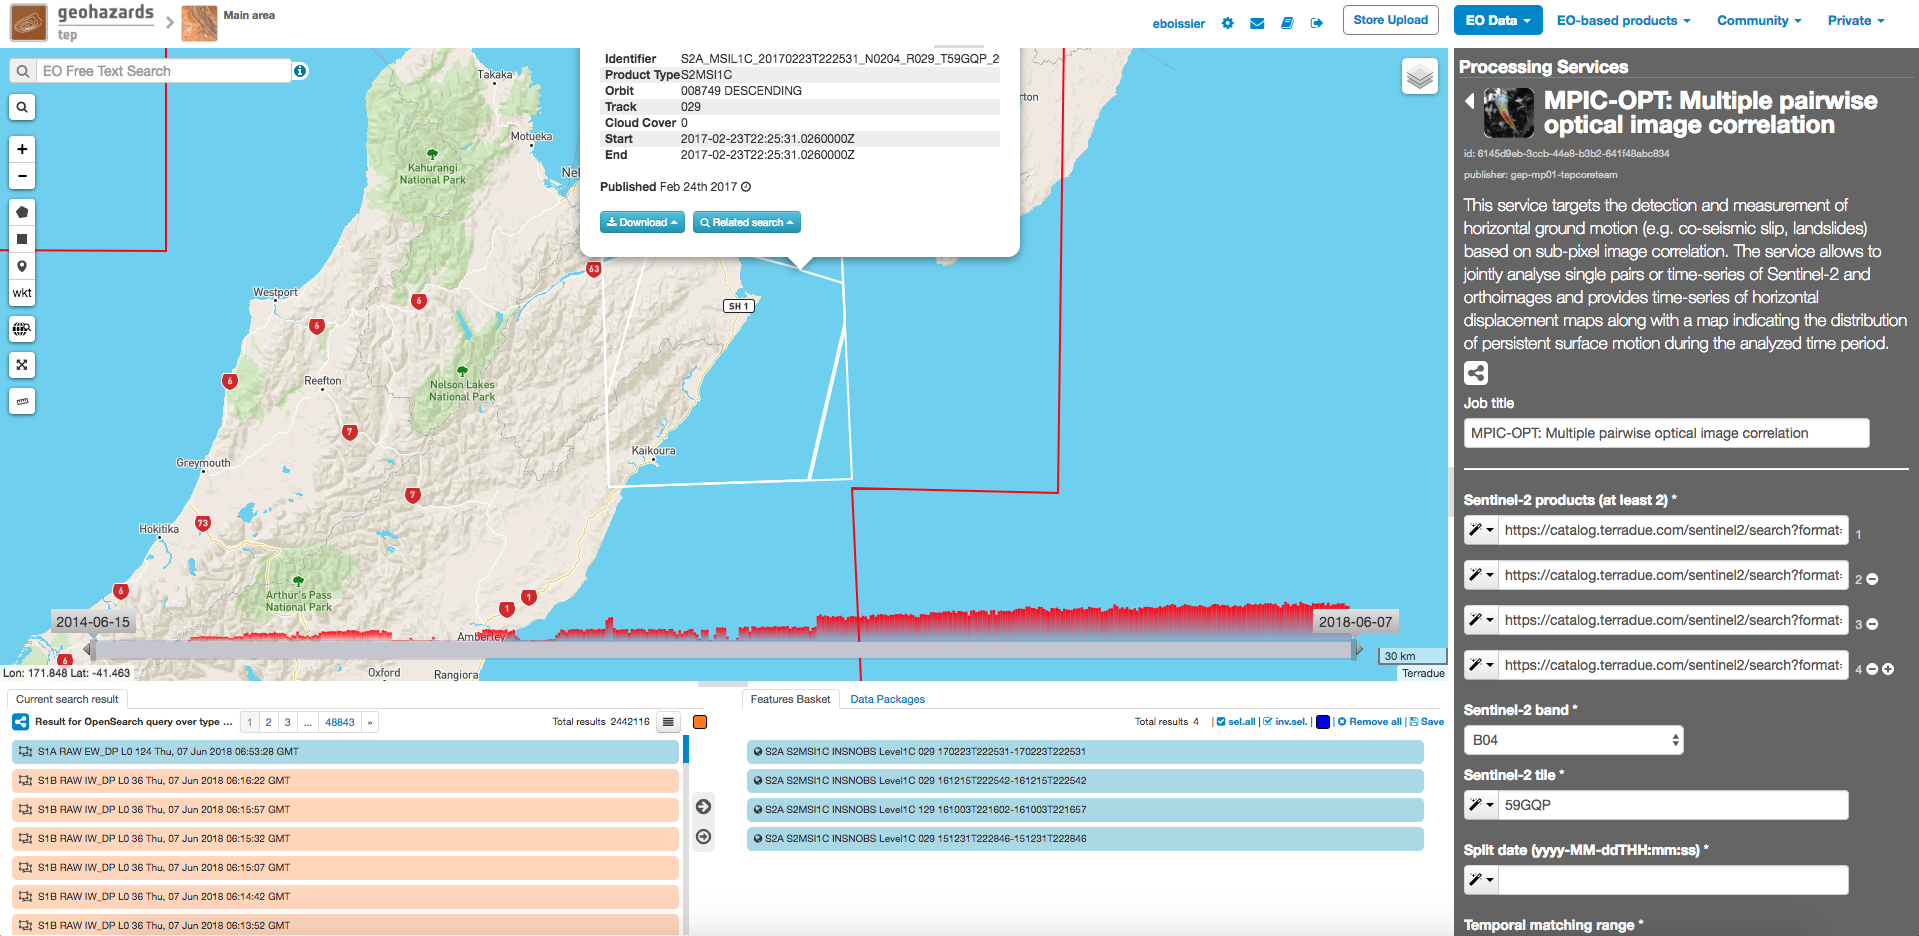 geohazards
tep
Main area
eboissier
Store Upload
EO Data
EO-based products
Community
Private
EO Free Text Search
wkt
Identifier S2A_MSIL1C_20170223T222531_N0204_R029_T59GQP_2
Product Type S2MSI1C
Orbit 008749 DESCENDING
Track 029
Cloud Cover 0
Start 2017-02-23T22:25:31.0260000Z
End 2017-02-23T22:25:31.0260000Z
Published Feb 24th 2017
Download
Related search
Takaka
Motueka
Kahurangi
National Park
Nel
rton
63
Westport
6
6
SH 1
6
Reefton
Nelson Lakes
National Park
7
Kaikoura
Greymouth
7
73
Hokitika
6
Arthur's Pass
National Park
1
1
2014-06-15
2018-06-07
Amberley
6
30 km
Lon: 171.848 Lat: -41.463
Oxford
Rangiora
Terradue
Current search result
Result for OpenSearch query over type ...
1 2 3 ... 48843 »
Total results 2442116
S1A RAW EW_DP L0 124 Thu, 07 Jun 2018 06:53:28 GMT
S1B RAW IW_DP L0 36 Thu, 07 Jun 2018 06:16:22 GMT
S1B RAW IW_DP L0 36 Thu, 07 Jun 2018 06:15:57 GMT
S1B RAW IW_DP L0 36 Thu, 07 Jun 2018 06:15:32 GMT
S1B RAW IW_DP L0 36 Thu, 07 Jun 2018 06:15:07 GMT
S1B RAW IW_DP L0 36 Thu, 07 Jun 2018 06:14:42 GMT
S1B RAW IW_DP L0 36 Thu, 07 Jun 2018 06:13:52 GMT
Features Basket
Data Packages
Total results 4 | sel.all | inv.sel. | | Remove all | Save
S2A S2MSI1C INSNOBS Level1C 029 170223T222531-170223T222531
S2A S2MSI1C INSNOBS Level1C 029 161215T222542-161215T222542
S2A S2MSI1C INSNOBS Level1C 129 161003T221602-161003T221657
S2A S2MSI1C INSNOBS Level1C 029 151231T222846-151231T222846
Processing Services
MPIC-OPT: Multiple pairwise
optical image correlation
id: 6145d9eb-3ccb-44e8-b3b2-641f48abc834
publisher: gep-mp01-tepcoreteam
This service targets the detection and measurement of
horizontal ground motion (e.g. co-seismic slip, landslides)
based on sub-pixel image correlation. The service allows to
jointly analyse single pairs or time-series of Sentinel-2 and
orthoimages and provides time-series of horizontal
displacement maps along with a map indicating the distribution
of persistent surface motion during the analyzed time period.
Job title
MPIC-OPT: Multiple pairwise optical image correlation
Sentinel-2 products (at least 2) *
https://catalog.terradue.com/sentinel2/search?format= 1
https://catalog.terradue.com/sentinel2/search?format= 2
https://catalog.terradue.com/sentinel2/search?format= 3
https://catalog.terradue.com/sentinel2/search?format= 4
Sentinel-2 band *
B04
Sentinel-2 tile *
59GQP
Split date (yyyy-MM-ddTHH:mm:ss) *
Temporal matching range *